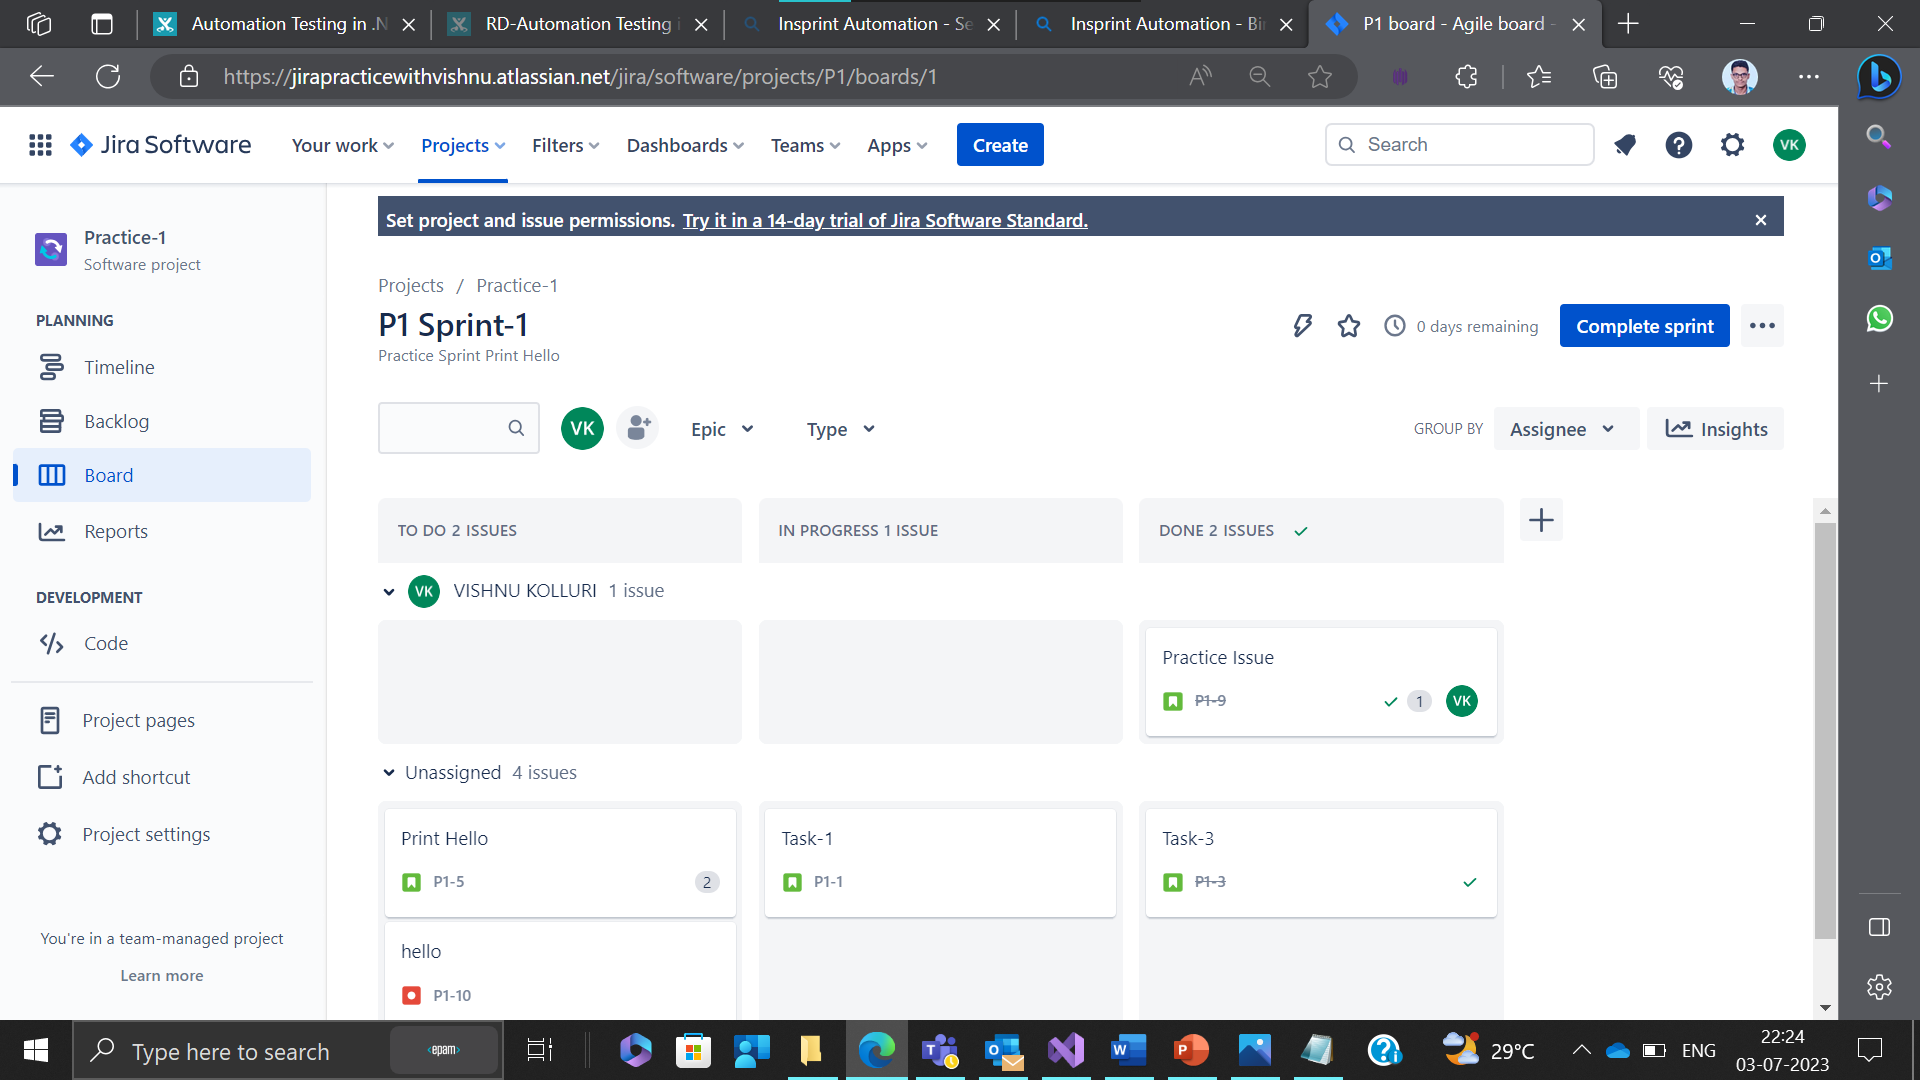 Automation Testing in .N
RD-Automation Testing i
Insprint Automation - Se
Insprint Automation - Bi
P1 board - Agile board -
https://jirapracticewithvishnu.atlassian.net/jira/software/projects/P1/boards/1
Jira Software
Your work
Projects
Filters
Dashboards
Teams
Apps
Create
Search
VK
Set project and issue permissions. Try it in a 14-day trial of Jira Software Standard.
Practice-1
Software project
PLANNING
Timeline
Backlog
Board
Reports
DEVELOPMENT
Code
Project pages
Add shortcut
Project settings
You're in a team-managed project
Learn more
Projects / Practice-1
P1 Sprint-1
Practice Sprint Print Hello
0 days remaining
Complete sprint
VK
Epic
Type
GROUP BY
Assignee
Insights
TO DO 2 ISSUES
IN PROGRESS 1 ISSUE
DONE 2 ISSUES
VK VISHNU KOLLURI 1 issue
Practice Issue
P1-9
1
VK
Unassigned 4 issues
Print Hello
P1-5
2
Task-1
P1-1
Task-3
P1-3
hello
P1-10
Type here to search
<epam>
29°C
ENG
22:24
03-07-2023